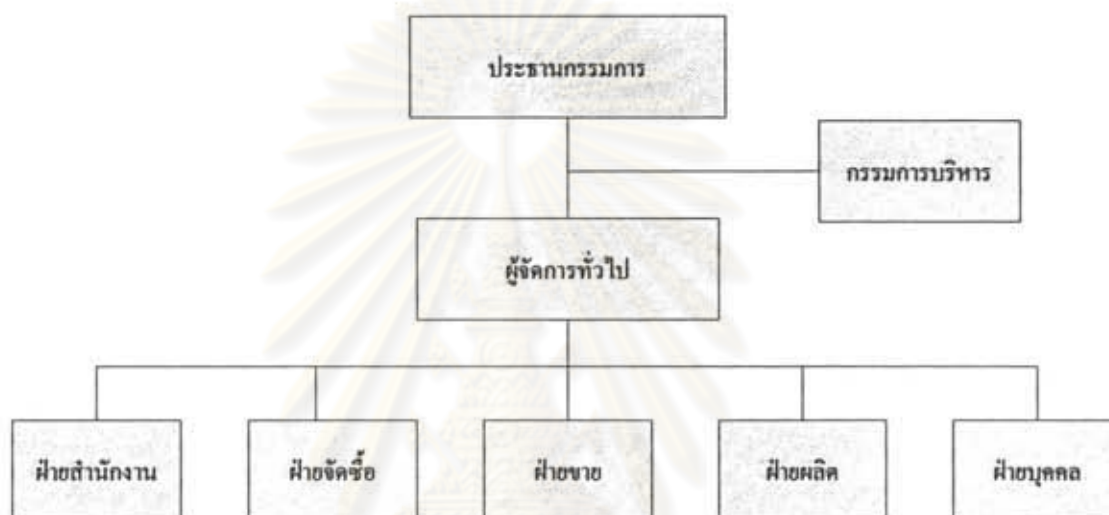 ประธานกรรมการ
กรรมการบริหาร
ผู้จัดการทั่วไป
ฝ่ายสำนักงาน
ฝ่ายจัดซื้อ
ฝ่ายขาย
ฝ่ายผลิต
ฝ่ายบุคคล